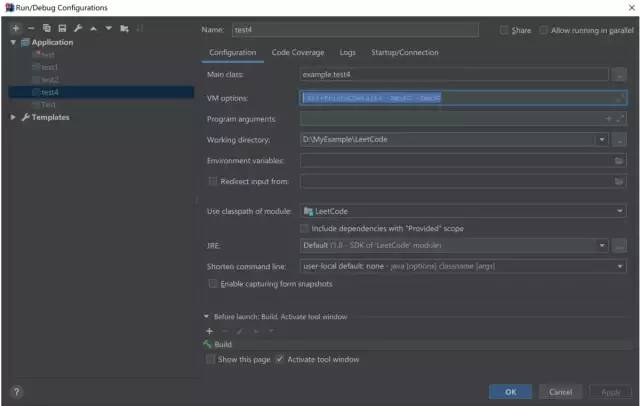 Run/Debug Configurations
Name: test4
Share
Allow running in parallel
Application
test
test1
test2
test4
Test
Templates
Configuration Code Coverage Logs Startup/Connection
Main class: example.test4
VM options:
Program arguments:
Working directory: D:\MyExample\LeetCode
Environment variables:
Redirect input from:
Use classpath of module: LeetCode
Include dependencies with "Provided" scope
JRE: Default (1.8 - SDK of 'LeetCode' module)
Shorten command line: user-local default: none - java [options] classname [args]
Enable capturing form snapshots
Before launch: Build, Activate tool window
Build
Show this page Activate tool window
OK Cancel Apply